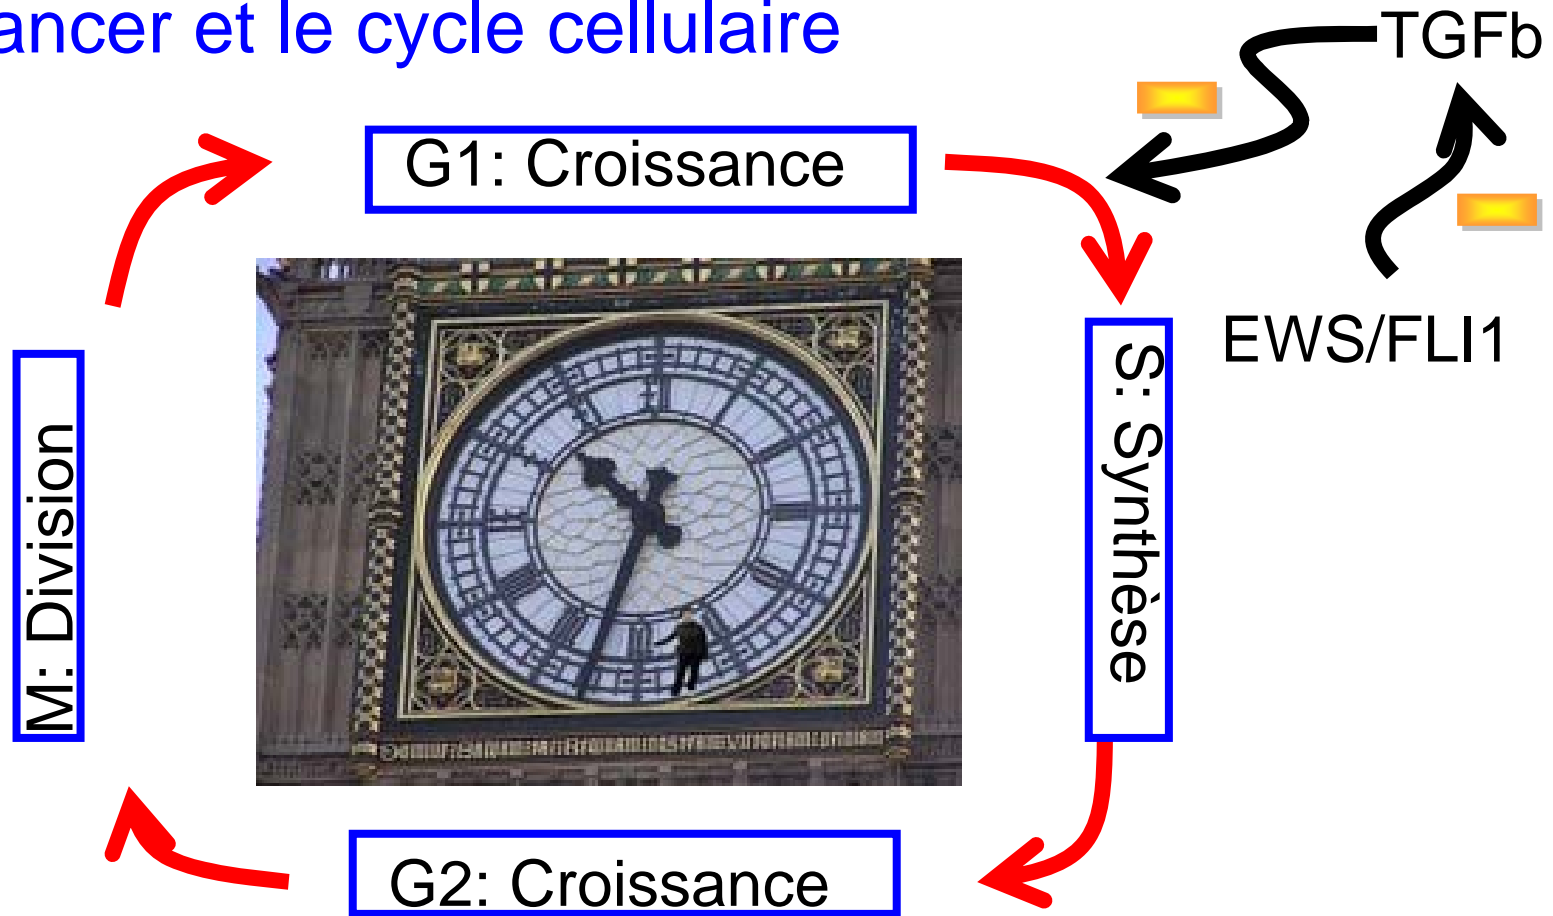 ancer et le cycle cellulaire
TGFb
G1: Croissance
EWS/FLI1
S: Synthèse
M: Division
G2: Croissance